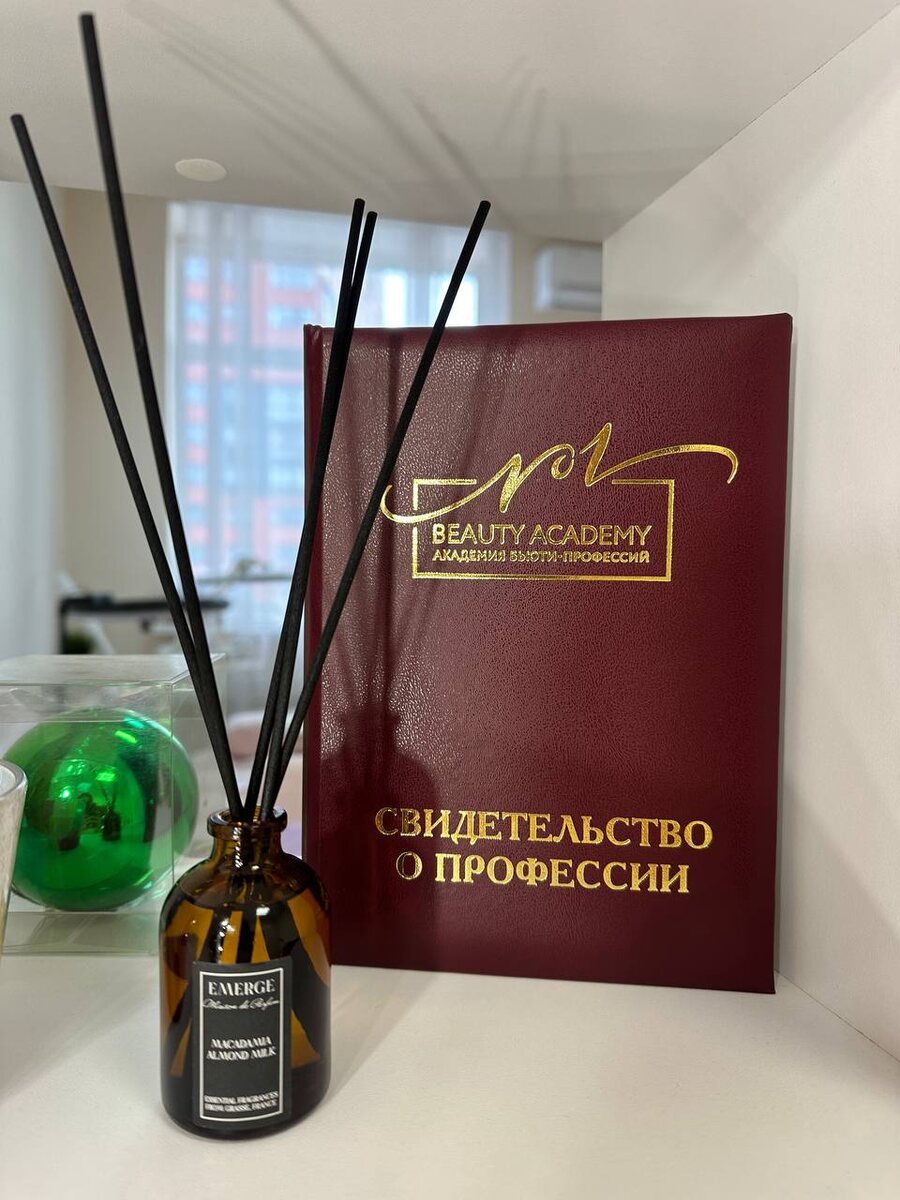 BEAUTY ACADEMY
АКАДЕМИЯ БЬЮТИ-ПРОФЕССИЙ
СВИДЕТЕЛЬСТВО
О ПРОФЕССИИ
EMERGE
Maison de Parfum
MACADAMIA
ALMOND MILK
ESSENTIAL FRAGRANCES
FROM GRASSE, FRANCE